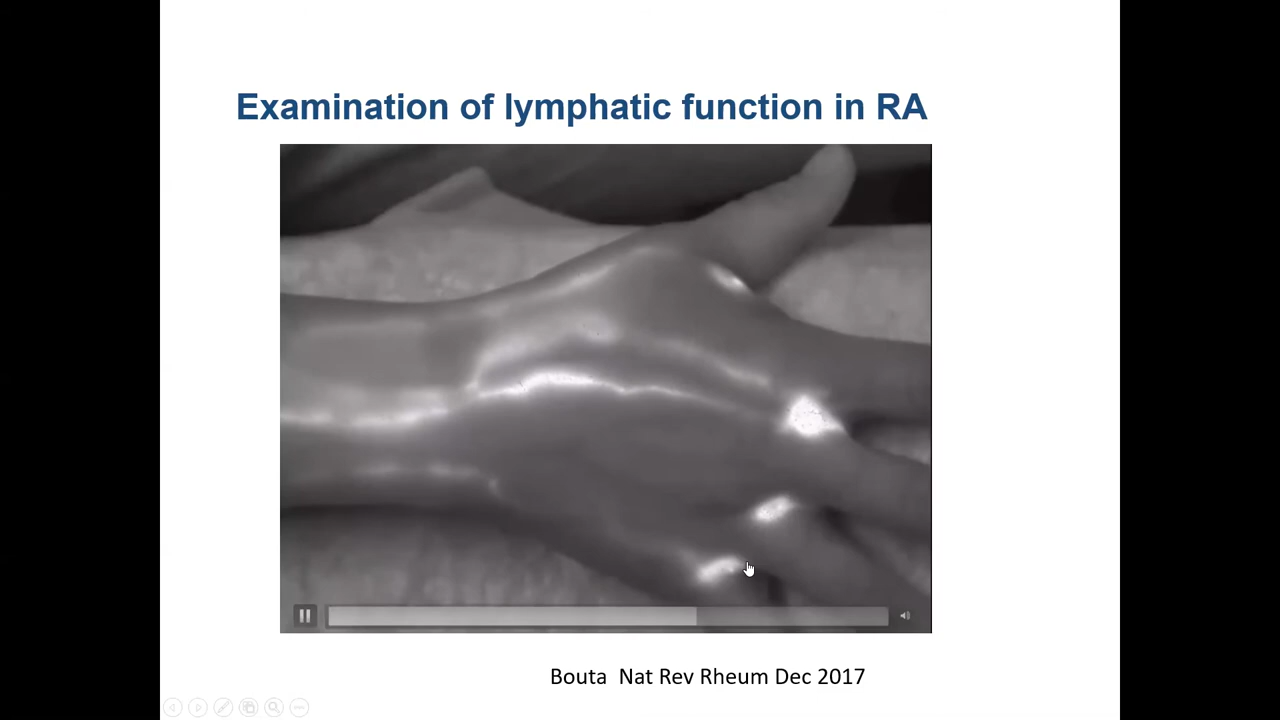 Examination of lymphatic function in RA
Bouta Nat Rev Rheum Dec 2017